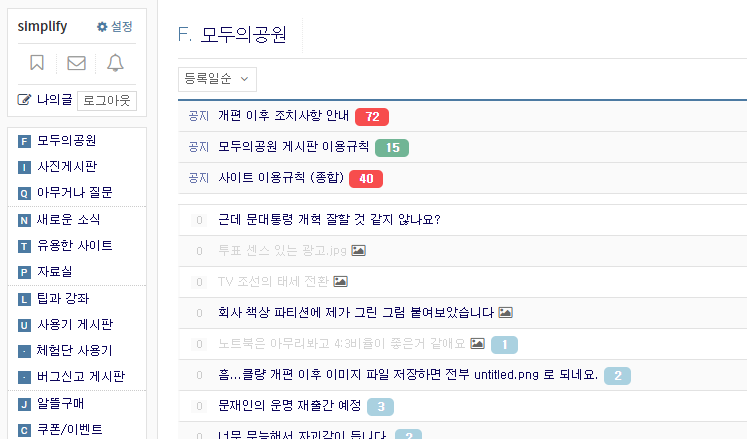 simplify 설정
나의글 로그아웃
F 모두의공원
I 사진게시판
Q 아무거나 질문
N 새로운 소식
T 유용한 사이트
P 자료실
L 팁과 강좌
U 사용기 게시판
· 체험단 사용기
· 버그신고 게시판
J 알뜰구매
C 쿠폰/이벤트
F. 모두의공원
등록일순
공지 개편 이후 조치사항 안내 72
공지 모두의공원 게시판 이용규칙 15
공지 사이트 이용규칙 (종합) 40
0 근데 문대통령 개혁 잘할 것 같지 않나요?
0 투표 센스 있는 광고.jpg
0 TV 조선의 태세 전환
0 회사 책상 파티션에 제가 그린 그림 붙여보았습니다
0 노트북은 아무리봐고 4:3비율이 좋은거 같애요 1
0 흠...클량 개편 이후 이미지 파일 저장하면 전부 untitled.png 로 되네요. 2
0 문재인의 운명 재출간 예정 3
0 너무 무능해서 자괴감이 듭니다 2